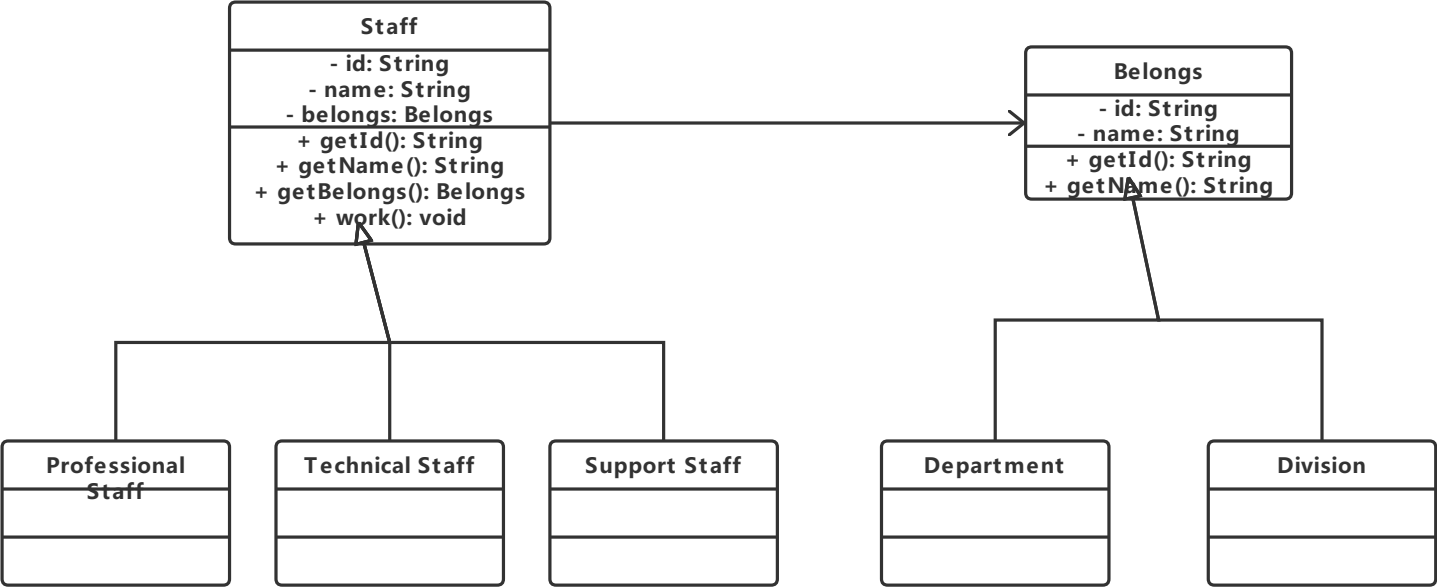 Staff
- id: String
- name: String
- belongs: Belongs
+ getId(): String
+ getName(): String
+ getBelongs(): Belongs
+ work(): void
Belongs
- id: String
- name: String
+ getId(): String
+ getName(): String
Professional
Staff
Technical Staff
Support Staff
Department
Division